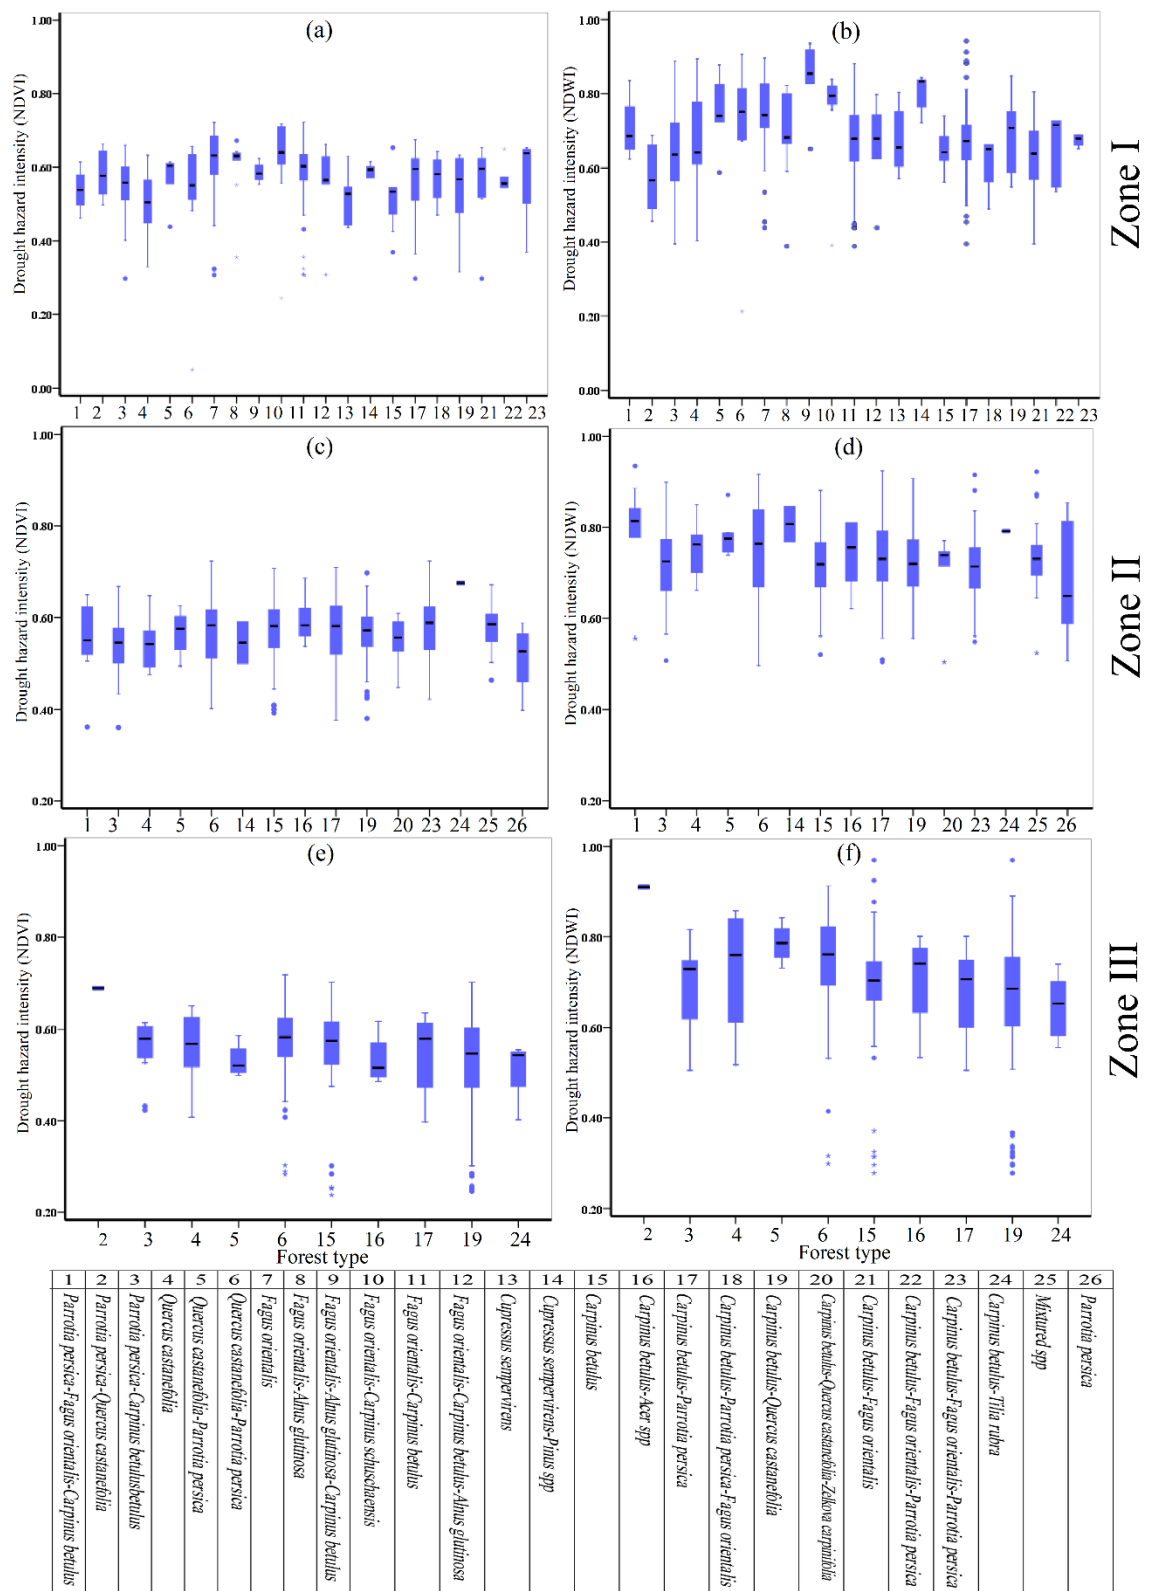 (a)
Drought hazard intensity (NDVI)
1.00
0.80
0.60
0.40
0.20
0.00
1 2 3 4 5 6 7 8 9 10 11 12 13 14 15 17 18 19 21 22 23
(b)
Drought hazard intensity (NDWI)
1.00
0.80
0.60
0.40
0.20
0.00
1 2 3 4 5 6 7 8 9 10 11 12 13 14 15 17 18 19 21 22 23
Zone I
(c)
Drought hazard intensity (NDVI)
1.00
0.80
0.60
0.40
0.20
1 3 4 5 6 14 15 16 17 19 20 23 24 25 26
(d)
Drought hazard intensity (NDWI)
1.00
0.80
0.60
0.40
0.20
1 3 4 5 6 14 15 16 17 19 20 23 24 25 26
Zone II
(e)
Drought hazard intensity (NDVI)
1.00
0.80
0.60
0.40
0.20
2 3 4 5 6 15 16 17 19 24
Forest type
(f)
Drought hazard intensity (NDWI)
1.00
0.80
0.60
0.40
0.20
2 3 4 5 6 15 16 17 19 24
Forest type
Zone III
1 2 3 4 5 6 7 8 9 10 11 12 13 14 15 16 17 18 19 20 21 22 23 24 25 26
Parrotia persica-Fagus orientalis-Carpinus betulus
Parrotia persica-Quercus castanefolia
Parrotia persica-Carpinus betulusbetulus
Quercus castanefolia
Quercus castanefolia-Parrotia persica
Quercus castanefolia-Parrotia persica
Fagus orientalis
Fagus orientalis-Alnus glutinosa
Fagus orientalis-Alnus glutinosa-Carpinus betulus
Fagus orientalis-Carpinus schuschaensis
Fagus orientalis-Carpinus betulus
Fagus orientalis-Carpinus betulus-Alnus glutinosa
Cupressus sempervirens
Cupressus sempervirens-Pinus spp
Carpinus betulus
Carpinus betulus-Acer spp
Carpinus betulus-Parrotia persica
Carpinus betulus-Parrotia persica-Fagus orientalis
Carpinus betulus-Quercus castanefolia
Carpinus betulus-Quercus castanefolia-Zelkova carpinifolia
Carpinus betulus-Fagus orientalis
Carpinus betulus-Fagus orientalis-Parrotia persica
Carpinus betulus-Fagus orientalis-Parrotia persica
Carpinus betulus-Tilia rubra
Mixtured spp
Parrotia persica